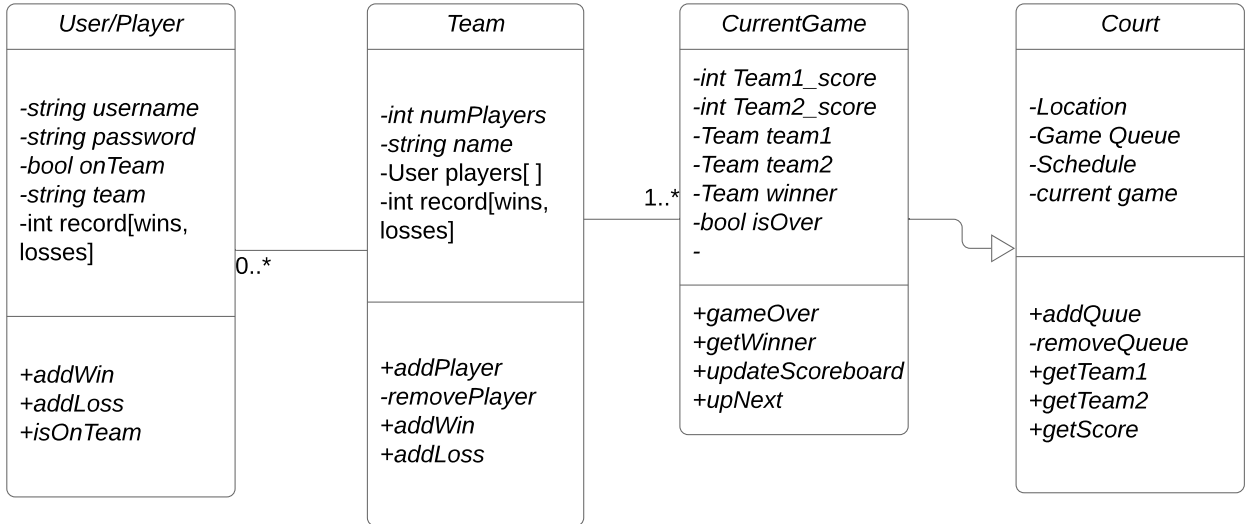 User/Player
-string username
-string password
-bool onTeam
-string team
-int record[wins,
losses]
+addWin
+addLoss
+isOnTeam
0..*
Team
-int numPlayers
-string name
-User players[ ]
-int record[wins,
losses]
+addPlayer
-removePlayer
+addWin
+addLoss
1..*
CurrentGame
-int Team1_score
-int Team2_score
-Team team1
-Team team2
-Team winner
-bool isOver
-
+gameOver
+getWinner
+updateScoreboard
+upNext
Court
-Location
-Game Queue
-Schedule
-current game
+addQuue
-removeQueue
+getTeam1
+getTeam2
+getScore